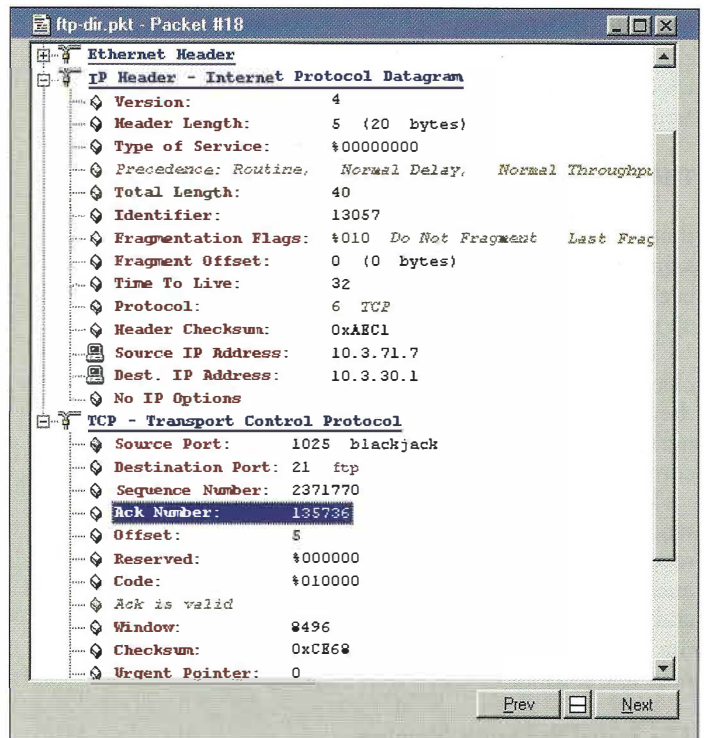 ftp-dir.pkt - Packet #18
Ethernet Header
IP Header - Internet Protocol Datagram
Version: 4
Header Length: 5 (20 bytes)
Type of Service: %00000000
Precedence: Routine, Normal Delay, Normal Throughpu
Total Length: 40
Identifier: 13057
Fragmentation Flags: %010 Do Not Fragment Last Frag
Fragment Offset: 0 (0 bytes)
Time To Live: 32
Protocol: 6 TCP
Header Checksum: 0xAEC1
Source IP Address: 10.3.71.7
Dest. IP Address: 10.3.30.1
No IP Options
TCP - Transport Control Protocol
Source Port: 1025 blackjack
Destination Port: 21 ftp
Sequence Number: 2371770
Ack Number: 135736
Offset: 5
Reserved: %000000
Code: %010000
Ack is valid
Window: 8496
Checksum: 0xCE68
Urgent Pointer: 0
Prev Next